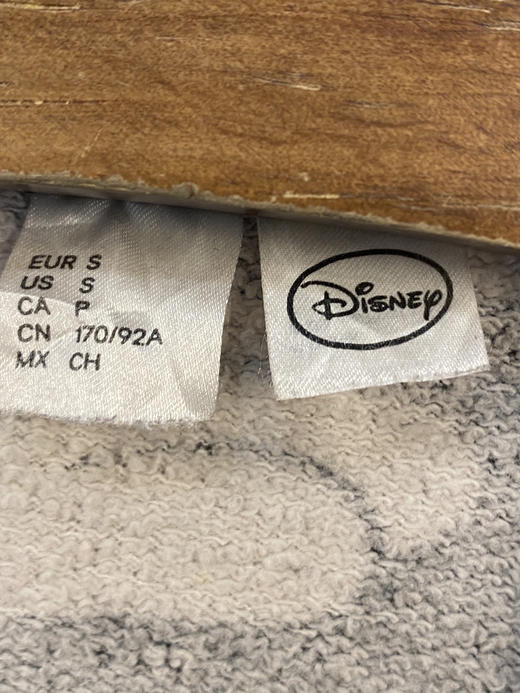 EUR S
US S
CA P
CN 170/92A
MX CH
Disney